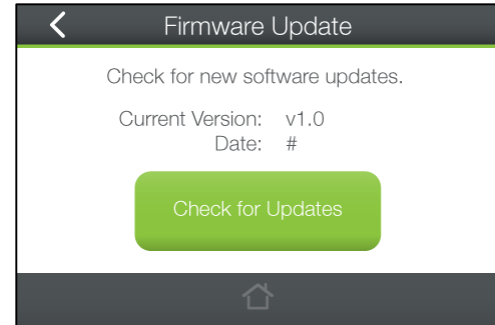 Firmware Update
Check for new software updates.
Current Version: v1.0
Date: #
Check for Updates